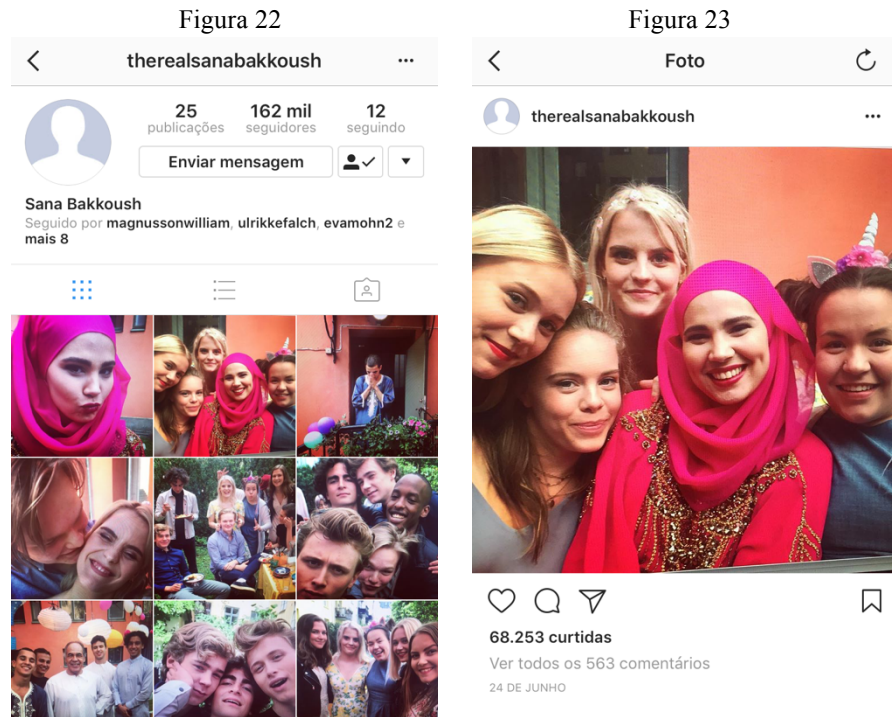 Figura 22
therealsanabakkoush
25 162 mil 12
publicações seguidores seguindo
Enviar mensagem
Sana Bakkoush
Seguido por magnussonwilliam, ulrikkefalch, evamohn2 e
mais 8
Figura 23
Foto
therealsanabakkoush
68.253 curtidas
Ver todos os 563 comentários
24 DE JUNHO